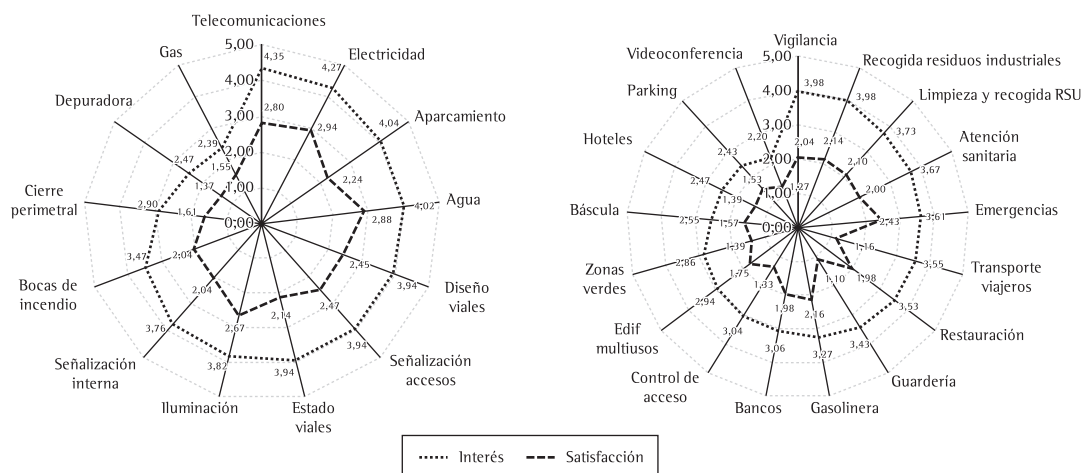 Telecomunicaciones
5,00
4,35
Electricidad
4,27
Gas
4,00
Aparcamiento
4,04
Depuradora
3,00
2,80
2,94
2,39
2,00
2,47
1,55
2,24
Agua
4,02
Cierre
perimetral
2,90
1,37
1,00
2,88
1,61
0,00
Bocas de
incendio
3,47
2,04
2,45
Diseño
viales
3,94
Señalización
interna
3,76
2,04
2,47
Señalización
accesos
3,94
2,67
2,14
Iluminación
3,82
Estado
viales
3,94
Vigilancia
5,00
Videoconferencia
Recogida residuos industriales
Parking
4,00
3,98
3,98
Limpieza y recogida RSU
3,73
Hoteles
3,00
2,43
2,20
2,04
2,14
Atención
sanitaria
3,67
2,47
1,53
2,00
2,10
2,00
Báscula
2,55
1,39
1,27
1,00
Emergencias
3,61
2,43
1,57
0,00
Zonas
verdes
2,86
1,39
1,16
Transporte
viajeros
3,55
Edif
multiusos
2,94
1,75
1,98
Restauración
3,53
1,33
1,10
Control de
acceso
3,04
1,98
2,16
Guardería
3,43
Bancos
3,06
Gasolinera
3,27
Interés
Satisfacción